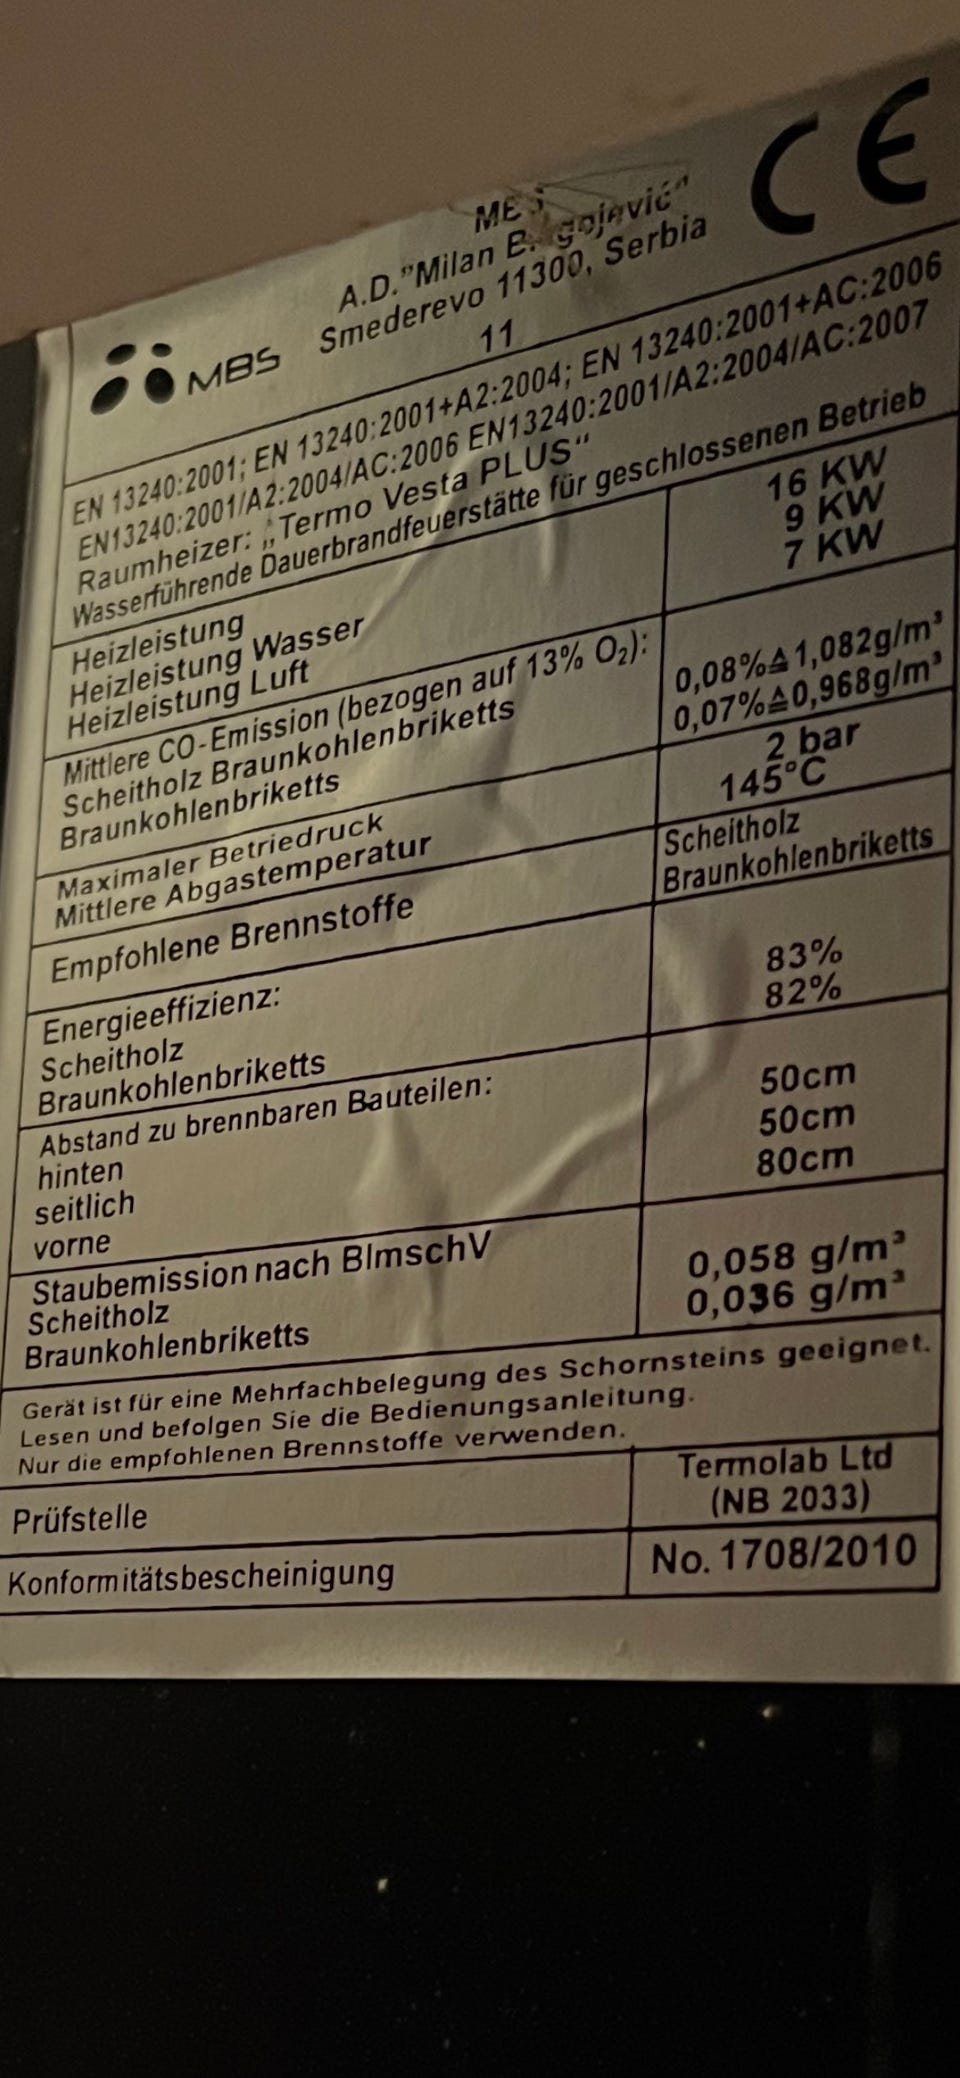 CE
A.D."Milan
Smederevo 11300, Serbia
MBS
11
EN 13240:2001; EN 13240:2001+A2:2004; EN 13240:2001+AC:2006
EN13240:2001/A2:2004/AC:2006 EN13240:2001/A2:2004/AC:2007
Raumheizer: „Termo Vesta PLUS“
Wasserführende Dauerbrandfeuerstätte für geschlossenen Betrieb
Heizleistung 16 KW
Heizleistung Wasser 9 KW
Heizleistung Luft 7 KW
Mittlere CO-Emission (bezogen auf 13% O₂):
Scheitholz Braunkohlenbriketts 0,08%≙1,082g/m³
Braunkohlenbriketts 0,07%≙0,968g/m³
Maximaler Betriedruck 2 bar
Mittlere Abgastemperatur 145°C
Empfohlene Brennstoffe Scheitholz
Braunkohlenbriketts
Energieeffizienz:
Scheitholz 83%
Braunkohlenbriketts 82%
Abstand zu brennbaren Bauteilen:
hinten 50cm
seitlich 50cm
vorne 80cm
Staubemission nach BlmschV
Scheitholz 0,058 g/m³
Braunkohlenbriketts 0,036 g/m³
Gerät ist für eine Mehrfachbelegung des Schornsteins geeignet.
Lesen und befolgen Sie die Bedienungsanleitung.
Nur die empfohlenen Brennstoffe verwenden.
Prüfstelle Termolab Ltd
(NB 2033)
Konformitätsbescheinigung No. 1708/2010